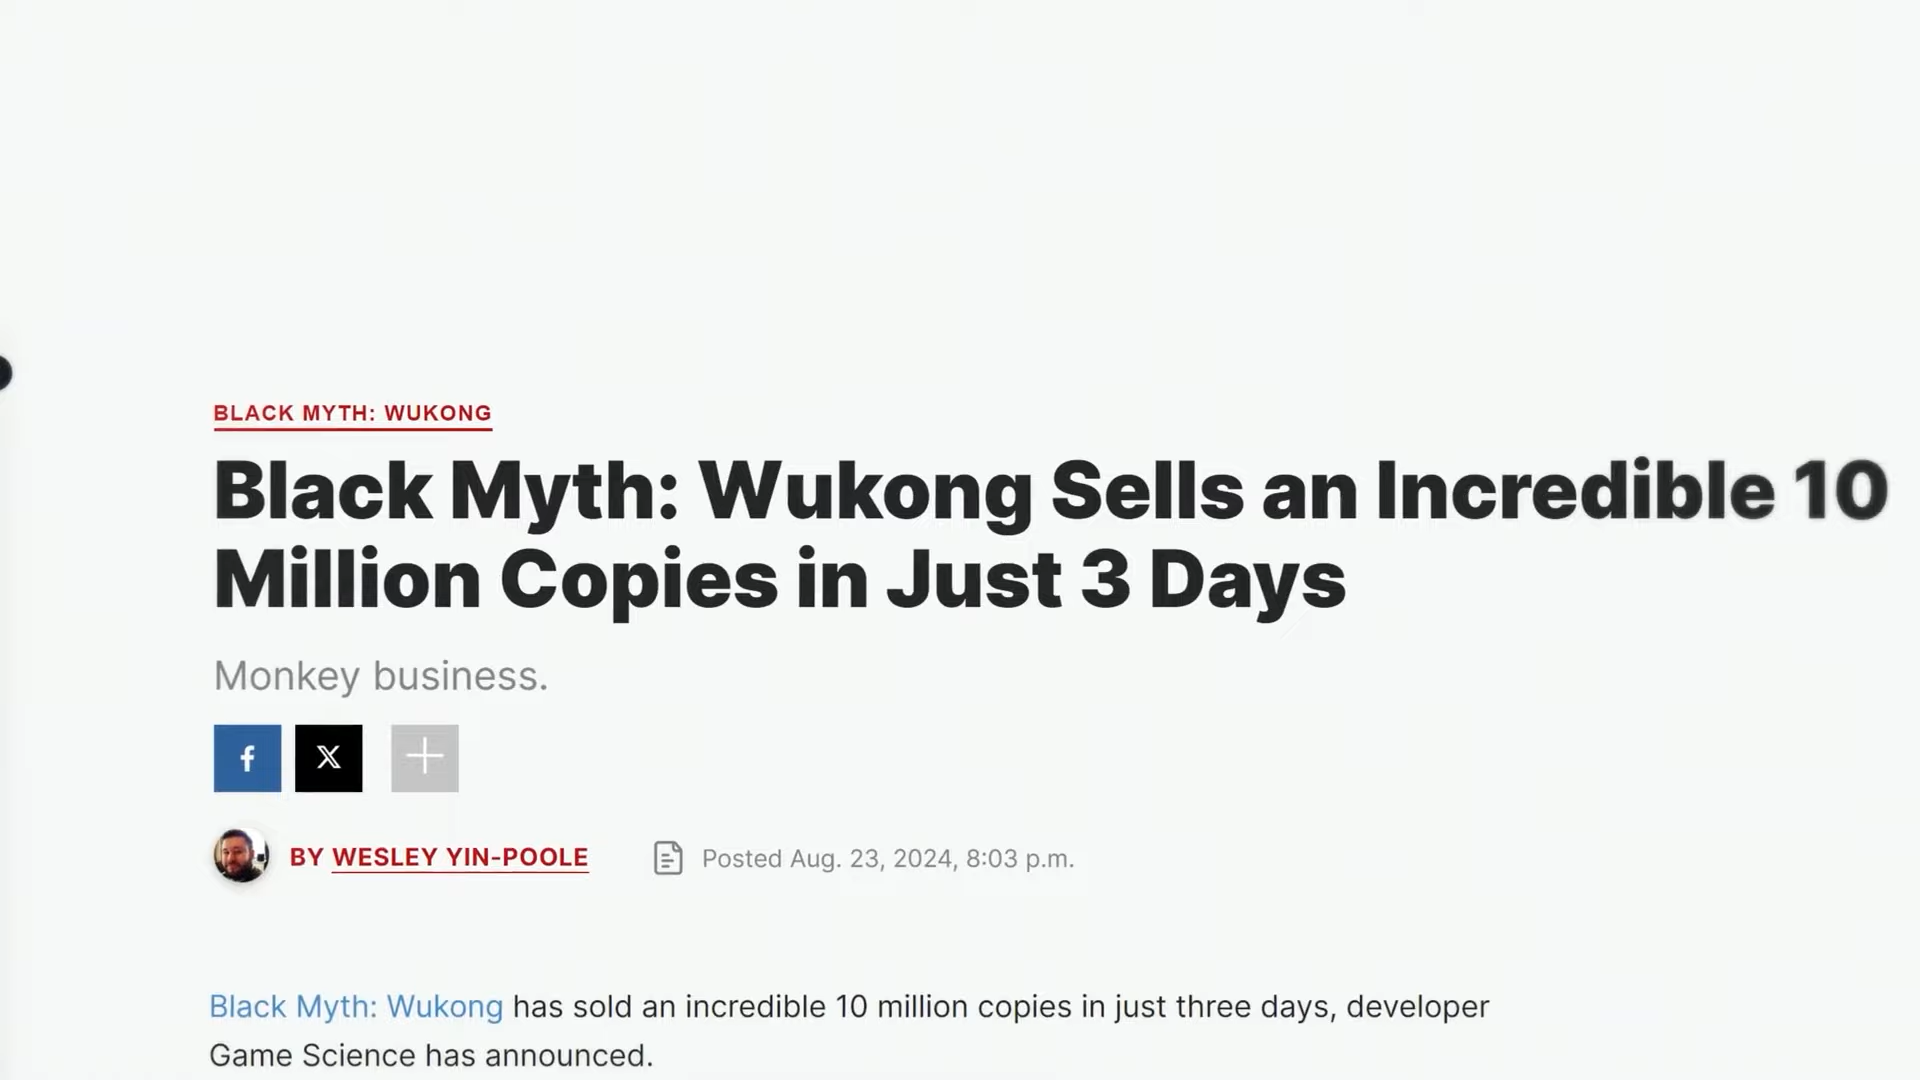 BLACK MYTH: WUKONG
Black Myth: Wukong Sells an Incredible 10
Million Copies in Just 3 Days
Monkey business.
BY WESLEY YIN-POOLE Posted Aug. 23, 2024, 8:03 p.m.
Black Myth: Wukong has sold an incredible 10 million copies in just three days, developer
Game Science has announced.